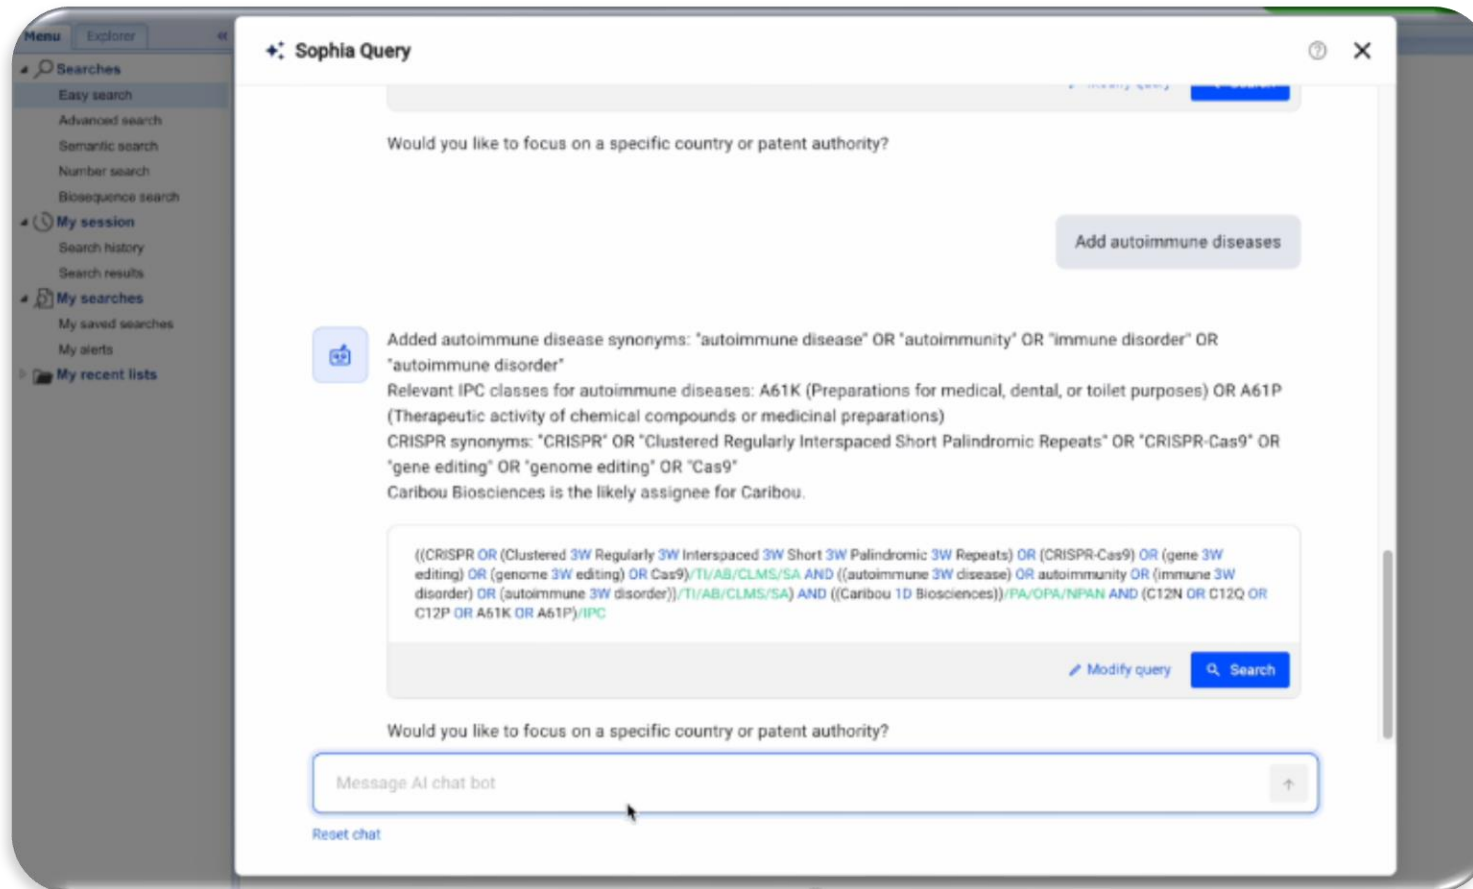 Menu
Explorer
Searches
Easy search
Advanced search
Semantic search
Number search
Biosequence search
My session
Search history
Search results
My searches
My saved searches
My alerts
My recent lists
Sophia Query
Modify query
Would you like to focus on a specific country or patent authority?
Add autoimmune diseases
Added autoimmune disease synonyms: "autoimmune disease" OR "autoimmunity" OR "immune disorder" OR
"autoimmune disorder"
Relevant IPC classes for autoimmune diseases: A61K (Preparations for medical, dental, or toilet purposes) OR A61P
(Therapeutic activity of chemical compounds or medicinal preparations)
CRISPR synonyms: "CRISPR" OR "Clustered Regularly Interspaced Short Palindromic Repeats" OR "CRISPR-Cas9" OR
"gene editing" OR "genome editing" OR "Cas9"
Caribou Biosciences is the likely assignee for Caribou.
((CRISPR OR (Clustered 3W Regularly 3W Interspaced 3W Short 3W Palindromic 3W Repeats) OR (CRISPR-Cas9) OR (gene 3W
editing) OR (genome 3W editing) OR Cas9)/TI/AB/CLMS/SA AND ((autoimmune 3W disease) OR autoimmunity OR (immune 3W
disorder) OR (autoimmune 3W disorder))/TI/AB/CLMS/SA) AND ((Caribou 1D Biosciences))/PA/OPA/NPAN AND (C12N OR C12Q OR
C12P OR A61K OR A61P)/IPC
Modify query
Search
Would you like to focus on a specific country or patent authority?
Message AI chat bot
Reset chat